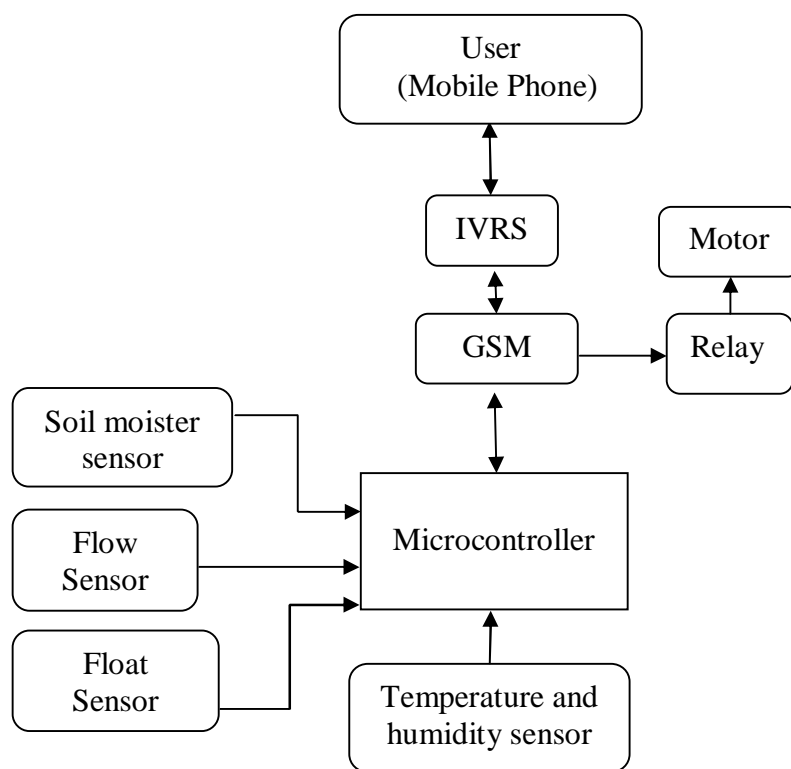 User
(Mobile Phone)
IVRS
Motor
GSM
Relay
Soil moister
sensor
Microcontroller
Flow
Sensor
Float
Sensor
Temperature and
humidity sensor